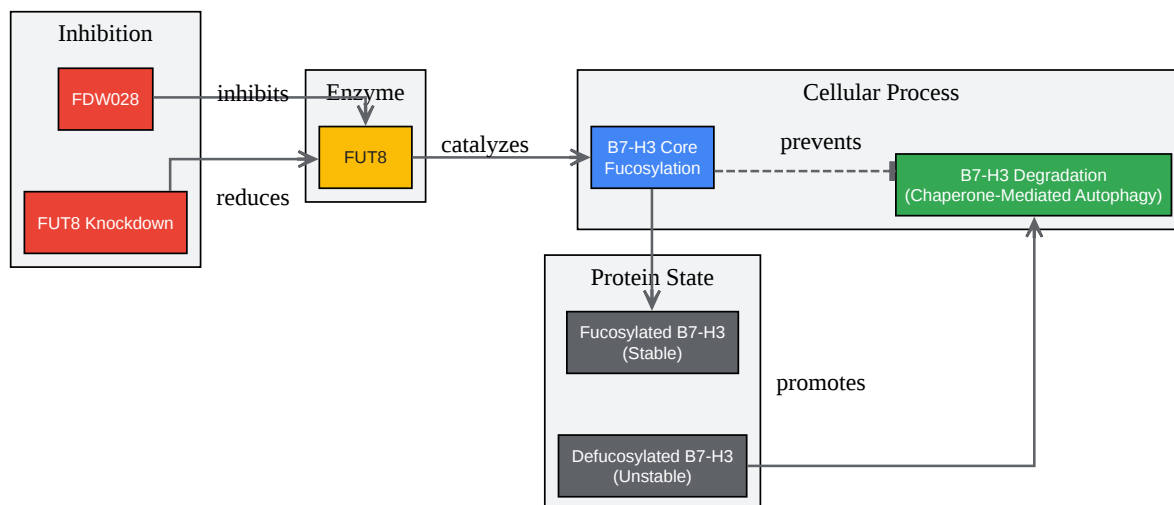 Inhibition
FDW028
inhibits
FUT8 Knockdown
reduces
Enzyme
FUT8
catalyzes
Cellular Process
B7-H3 Core
Fucosylation
prevents
B7-H3 Degradation
(Chaperone-Mediated Autophagy)
Protein State
Fucosylated B7-H3
(Stable)
Defucosylated B7-H3
(Unstable)
promotes